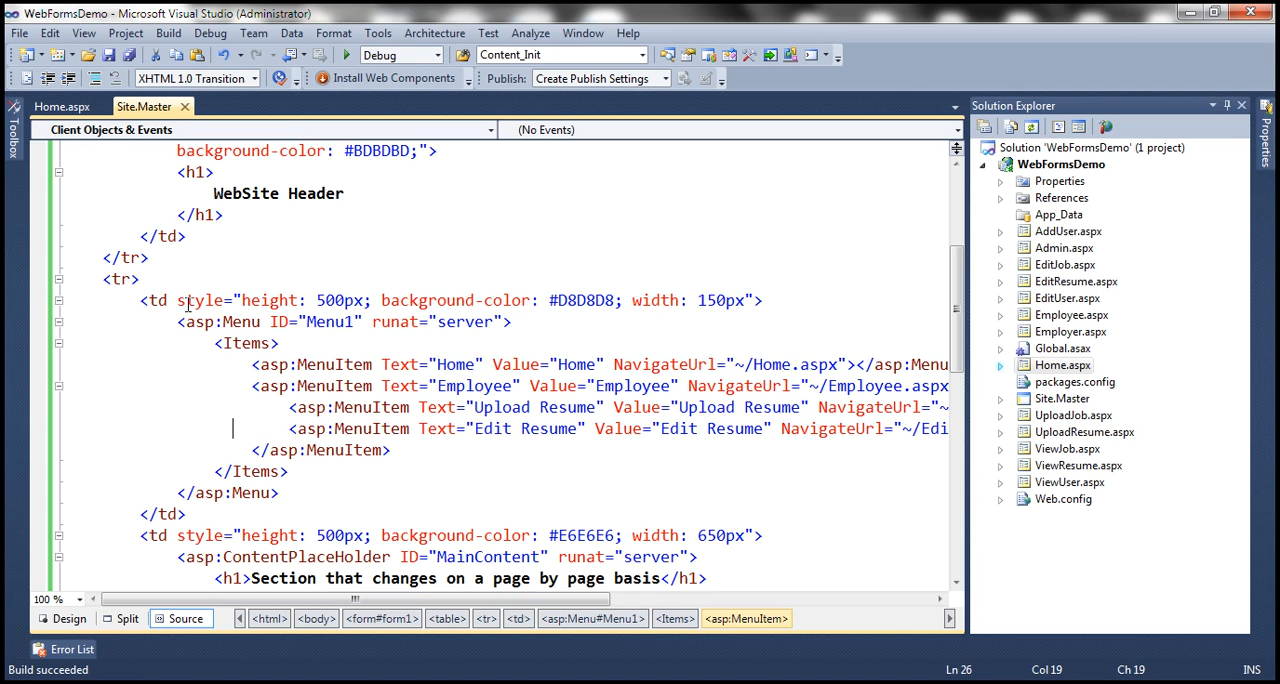 WebFormsDemo - Microsoft Visual Studio (Administrator)
File Edit View Project Build Debug Team Data Format Tools Architecture Test Analyze Window Help
Debug Content_Init
XHTML 1.0 Transition Install Web Components Publish: Create Publish Settings
Home.aspx Site.Master
Client Objects & Events (No Events)
Toolbox
background-color: #BDBDBD;">
<h1>
WebSite Header
</h1>
</td>
</tr>
<tr>
<td style="height: 500px; background-color: #D8D8D8; width: 150px">
<asp:Menu ID="Menu1" runat="server">
<Items>
<asp:MenuItem Text="Home" Value="Home" NavigateUrl="~/Home.aspx"></asp:Menu
<asp:MenuItem Text="Employee" Value="Employee" NavigateUrl="~/Employee.aspx
<asp:MenuItem Text="Upload Resume" Value="Upload Resume" NavigateUrl="~
<asp:MenuItem Text="Edit Resume" Value="Edit Resume" NavigateUrl="~/Edi
</asp:MenuItem>
</Items>
</asp:Menu>
</td>
<td style="height: 500px; background-color: #E6E6E6; width: 650px">
<asp:ContentPlaceHolder ID="MainContent" runat="server">
<h1>Section that changes on a page by page basis</h1>
100 %
Design Split Source <html> <body> <form#form1> <table> <tr> <td> <asp:Menu#Menu1> <Items> <asp:MenuItem>
Solution Explorer
Solution 'WebFormsDemo' (1 project)
WebFormsDemo
Properties
References
App_Data
AddUser.aspx
Admin.aspx
EditJob.aspx
EditResume.aspx
EditUser.aspx
Employee.aspx
Employer.aspx
Global.asax
Home.aspx
packages.config
Site.Master
UploadJob.aspx
UploadResume.aspx
ViewJob.aspx
ViewResume.aspx
ViewUser.aspx
Web.config
Properties
Error List
Build succeeded Ln 26 Col 19 Ch 19 INS